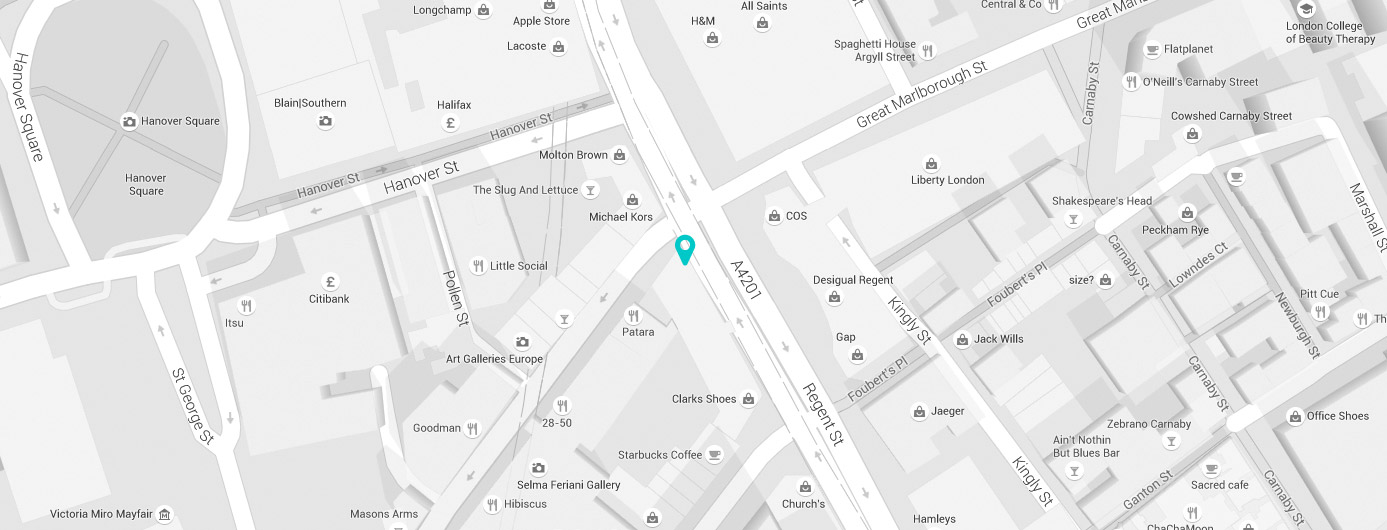 Longchamp
Apple Store
Lacoste
H&M
All Saints
St
Central & Co
Great Marl
London College
of Beauty Therapy
Spaghetti House
Argyll Street
Flatplanet
O'Neill's Carnaby Street
Carnaby St
Great Marlborough St
Cowshed Carnaby Street
Hanover Square
Hanover Square
Hanover
Square
Blain|Southern
Halifax
Hanover St
Hanover St
Hanover St
Molton Brown
The Slug And Lettuce
Michael Kors
Liberty London
COS
Shakespeare's Head
Peckham Rye
Marshall St
Little Social
Citibank
Itsu
Pollen St
A4201
Desigual Regent
Foubert's Pl
size?
Carnaby St
Lowndes Ct
Pitt Cue
Th
Newburgh St
Kingly St
Jack Wills
Gap
Foubert's Pl
Patara
Art Galleries Europe
St George St
Clarks Shoes
Regent St
Jaeger
Carnaby St
Office Shoes
Zebrano Carnaby
Ain't Nothin
But Blues Bar
Goodman
28-50
Starbucks Coffee
Selma Feriani Gallery
Hibiscus
Masons Arms
Victoria Miro Mayfair
Church's
Hamleys
Kingly St
Ganton St
Sacred cafe
Carnaby St
ChaChaMoon